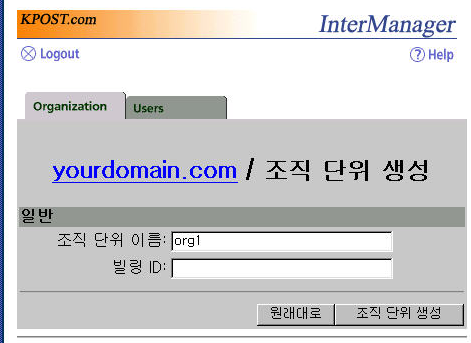 KPOST.com
InterManager
Logout
Help
Organization
Users
yourdomain.com / 조직 단위 생성
일반
조직 단위 이름: org1
빌링 ID:
원래대로
조직 단위 생성